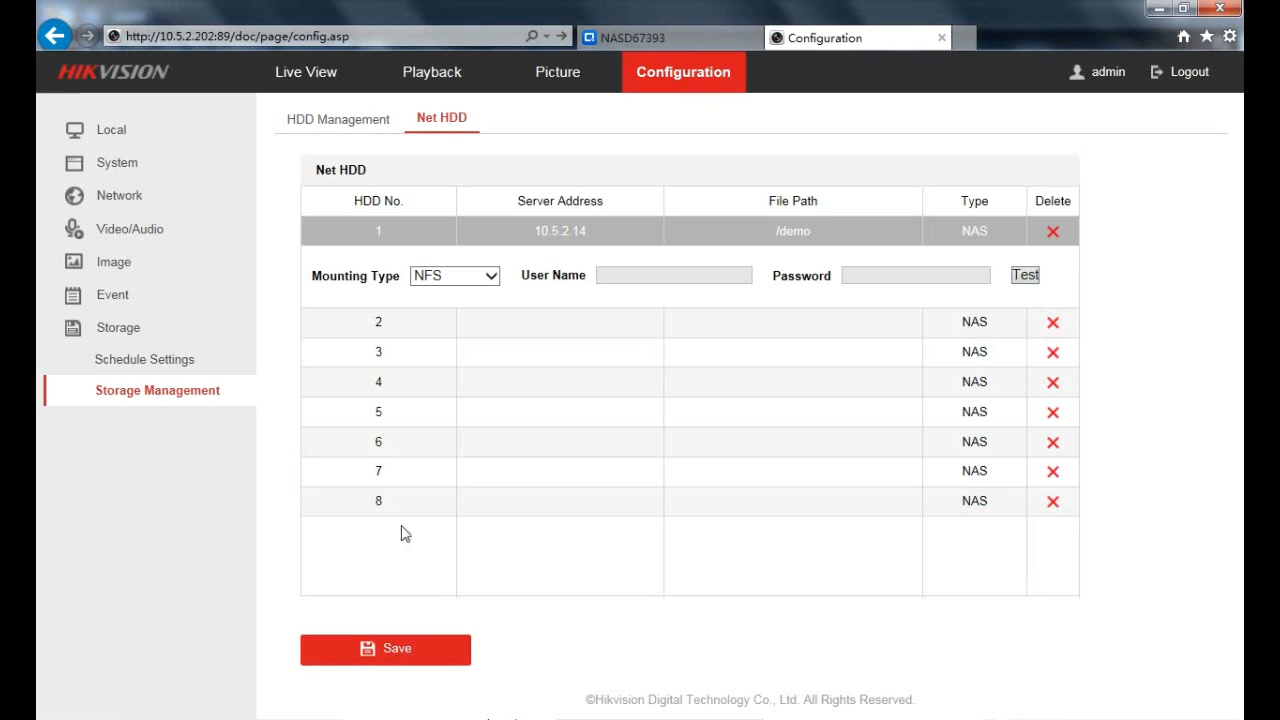 http://10.5.2.202:89/doc/page/config.asp
NASD67393
Configuration
HIKVISION
Live View
Playback
Picture
Configuration
admin
Logout
Local
System
Network
Video/Audio
Image
Event
Storage
Schedule Settings
Storage Management
HDD Management
Net HDD
Net HDD
HDD No. Server Address File Path Type Delete
1 10.5.2.14 /demo NAS
Mounting Type NFS User Name Password Test
2 NAS
3 NAS
4 NAS
5 NAS
6 NAS
7 NAS
8 NAS
Save
©Hikvision Digital Technology Co., Ltd. All Rights Reserved.